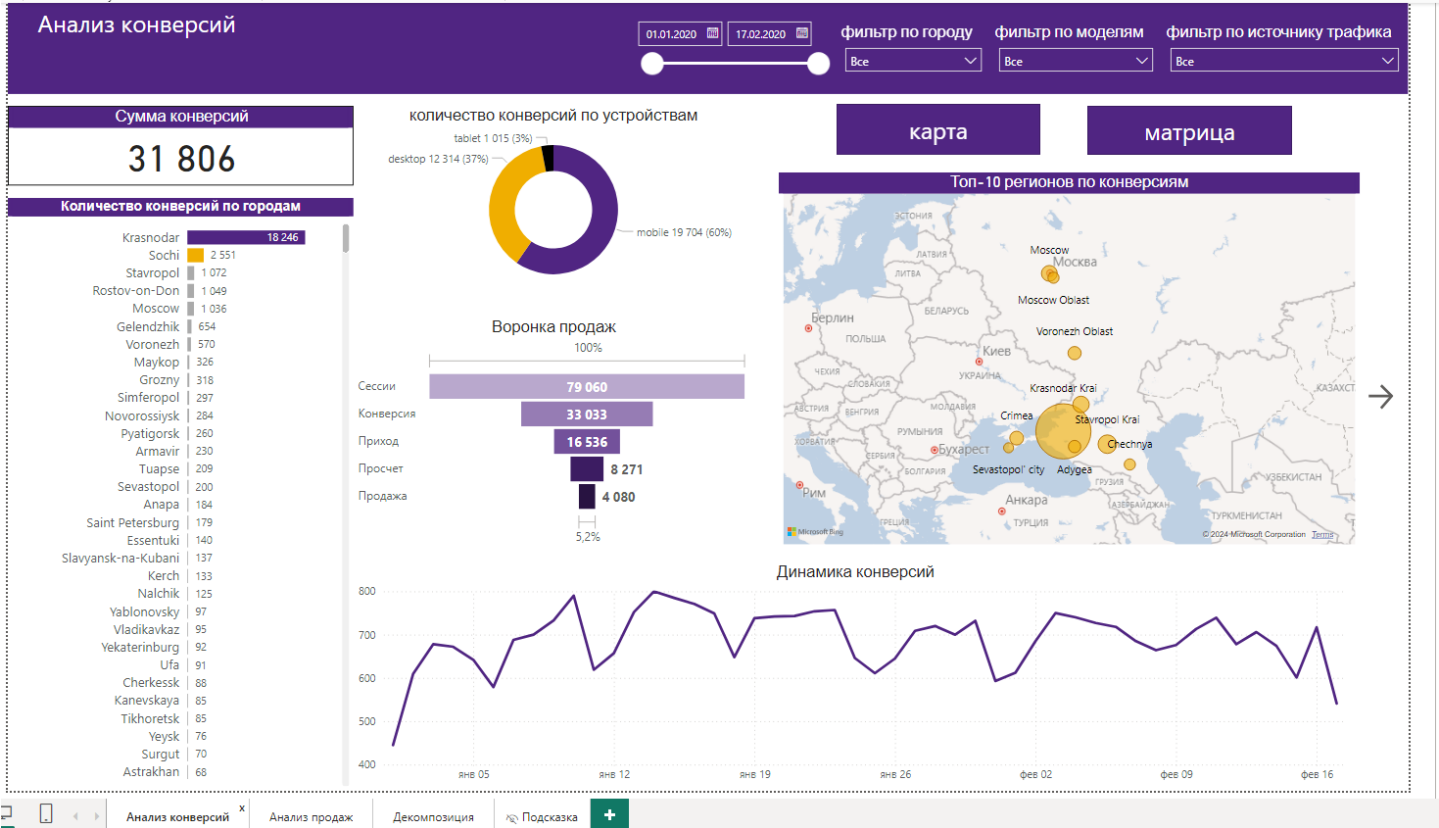 Анализ конверсий
01.01.2020
17.02.2020
фильтр по городу
фильтр по моделям
фильтр по источнику трафика
Все
Все
Все
Сумма конверсий
31 806
Количество конверсий по городам
Krasnodar 18 246
Sochi 2 551
Stavropol 1 072
Rostov-on-Don 1 049
Moscow 1 036
Gelendzhik 654
Voronezh 570
Maykop 326
Grozny 318
Simferopol 297
Novorossiysk 284
Pyatigorsk 260
Armavir 230
Tuapse 209
Sevastopol 200
Anapa 184
Saint Petersburg 179
Essentuki 140
Slavyansk-na-Kubani 137
Kerch 133
Nalchik 125
Yablonovsky 97
Vladikavkaz 95
Yekaterinburg 92
Ufa 91
Cherkessk 88
Kanevskaya 85
Tikhoretsk 85
Yeysk 76
Surgut 70
Astrakhan 68
количество конверсий по устройствам
tablet 1 015 (3%)
desktop 12 314 (37%)
mobile 19 704 (60%)
Воронка продаж
100%
Сессии 79 060
Конверсия 33 033
Приход 16 536
Просчет 8 271
Продажа 4 080
5,2%
карта
матрица
Топ-10 регионов по конверсиям
ЭСТОНИЯ
Moscow
Москва
ЛАТВИЯ
ЛИТВА
Moscow Oblast
БЕЛАРУСЬ
Берлин
Voronezh Oblast
ПОЛЬША
Киев
ЧЕХИЯ
УКРАИНА
СЛОВАКИЯ
Krasnodar Krai
КАЗАХСТ
АВСТРИЯ
ВЕНГРИЯ
МОЛДАВИЯ
Crimea
Stavropol Krai
РУМЫНИЯ
ХОРВАТИЯ
Chechnya
Бухарест
СЕРБИЯ
БОЛГАРИЯ
Sevastopol' city
Adygea
ГРУЗИЯ
УЗБЕКИСТАН
Рим
Анкара
АЗЕРБАЙДЖАН
ТУРКМЕНИСТАН
ГРЕЦИЯ
ТУРЦИЯ
Microsoft Bing
© 2024 Microsoft Corporation Terms
Динамика конверсий
800
700
600
500
400
янв 05
янв 12
янв 19
янв 26
фев 02
фев 09
фев 16
Анализ конверсий x
Анализ продаж
Декомпозиция
Подсказка
+